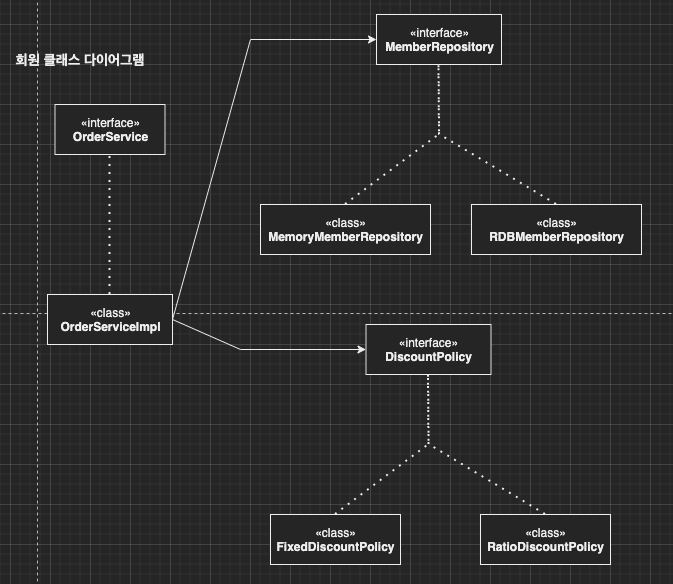 회원 클래스 다이어그램
«interface»
MemberRepository
«interface»
OrderService
«class»
MemoryMemberRepository
«class»
RDBMemberRepository
«class»
OrderServiceImpl
«interface»
DiscountPolicy
«class»
FixedDiscountPolicy
«class»
RatioDiscountPolicy